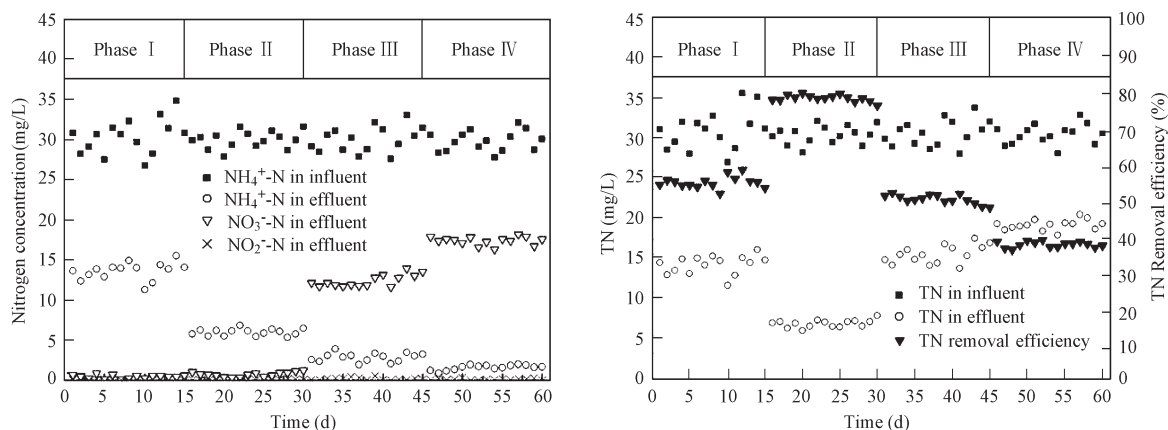 45
40
35
30
25
20
15
10
5
0
Nitrogen concentration (mg/L)
Phase Ⅰ
Phase Ⅱ
Phase Ⅲ
Phase Ⅳ
NH₄⁺-N in influent
NH₄⁺-N in effluent
NO₃⁻-N in effluent
NO₂⁻-N in effluent
0 5 10 15 20 25 30 35 40 45 50 55 60
Time (d)
45
40
35
30
25
20
15
10
5
0
TN (mg/L)
Phase Ⅰ
Phase Ⅱ
Phase Ⅲ
Phase Ⅳ
TN in influent
TN in effluent
TN removal efficiency
100
90
80
70
60
50
40
30
20
10
0
TN Removal efficiency (%)
0 5 10 15 20 25 30 35 40 45 50 55 60
Time (d)